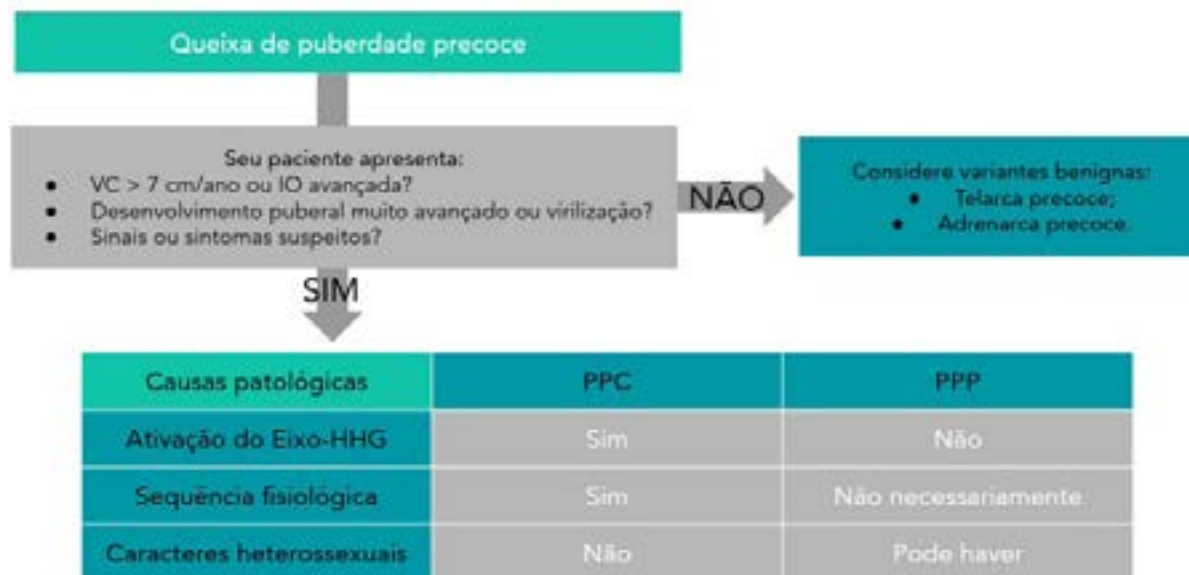 Queixa de puberdade precoce
Seu paciente apresenta:
● VC > 7 cm/ano ou IO avançada?
● Desenvolvimento puberal muito avançado ou virilização?
● Sinais ou sintomas suspeitos?
NÃO
Considere variantes benignas:
● Telarca precoce;
● Adrenarca precoce.
SIM
Causas patológicas PPC PPP
Ativação do Eixo-HHG Sim Não
Sequência fisiológica Sim Não necessariamente
Caracteres heterossexuais Não Pode haver